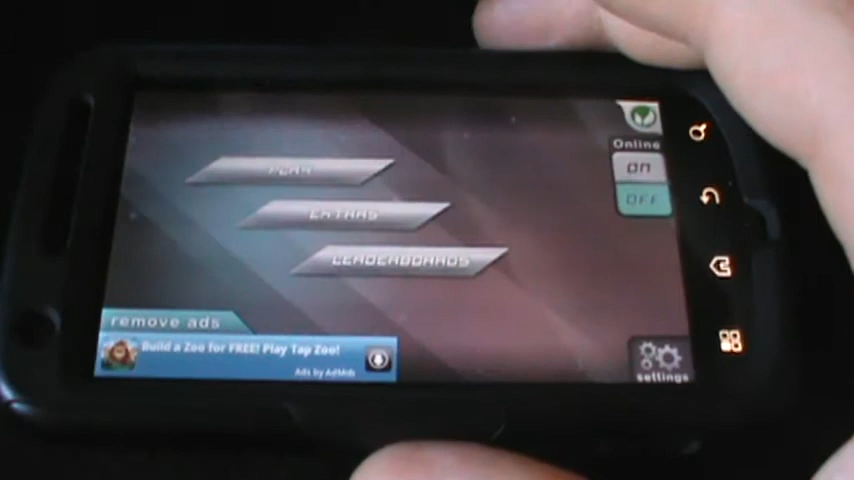 PLAY
EXTRAS
LEADERBOARDS
Online
ON
OFF
remove ads
Build a Zoo for FREE! Play Tap Zoo!
Ads by AdMob
settings